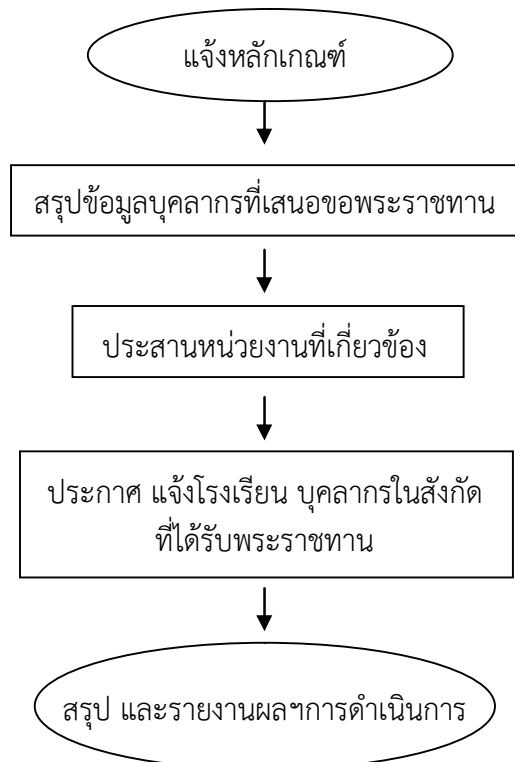 แจ้งหลักเกณฑ์
สรุปข้อมูลบุคลากรที่เสนอขอพระราชทาน
ประสานหน่วยงานที่เกี่ยวข้อง
ประกาศ แจ้งโรงเรียน บุคลากรในสังกัด
ที่ได้รับพระราชทาน
สรุป และรายงานผลฯการดำเนินการ